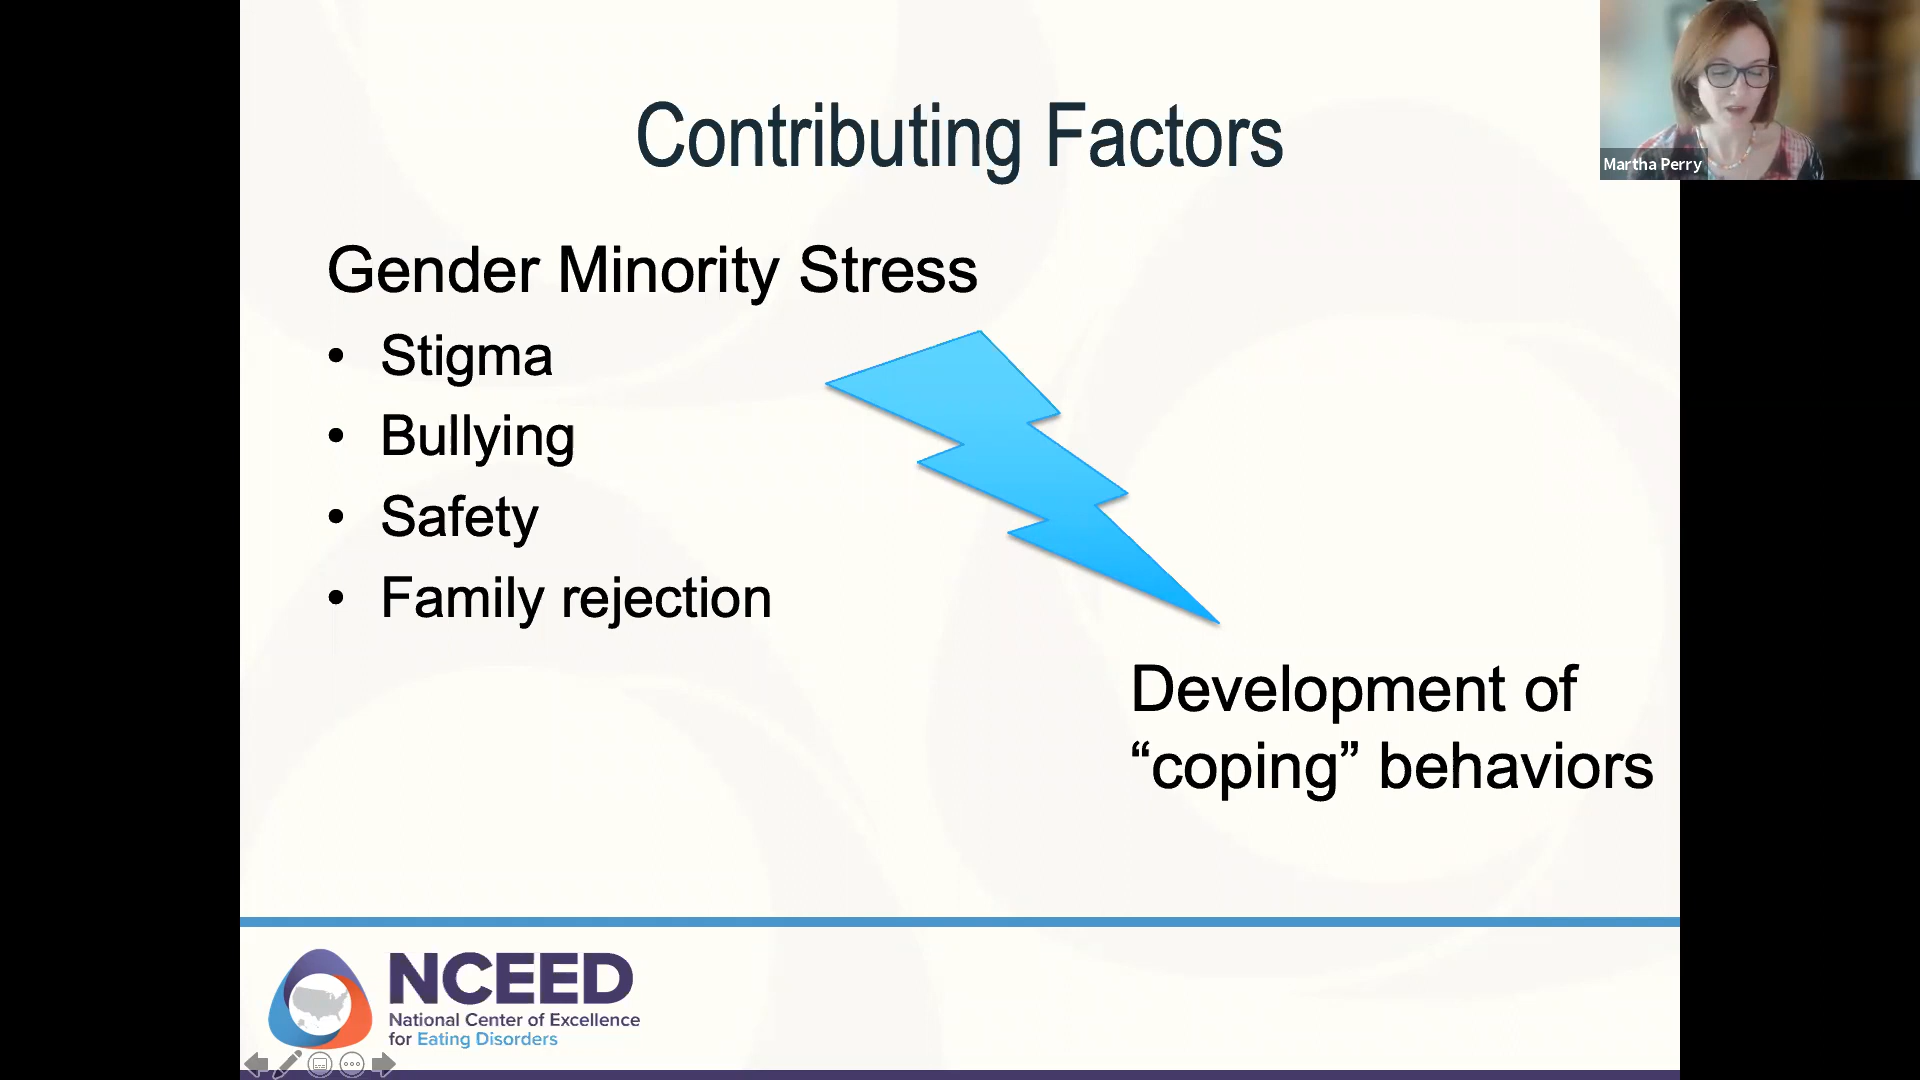 Contributing Factors
Martha Perry
Gender Minority Stress
• Stigma
• Bullying
• Safety
• Family rejection
Development of
“coping” behaviors
NCEED
National Center of Excellence
for Eating Disorders